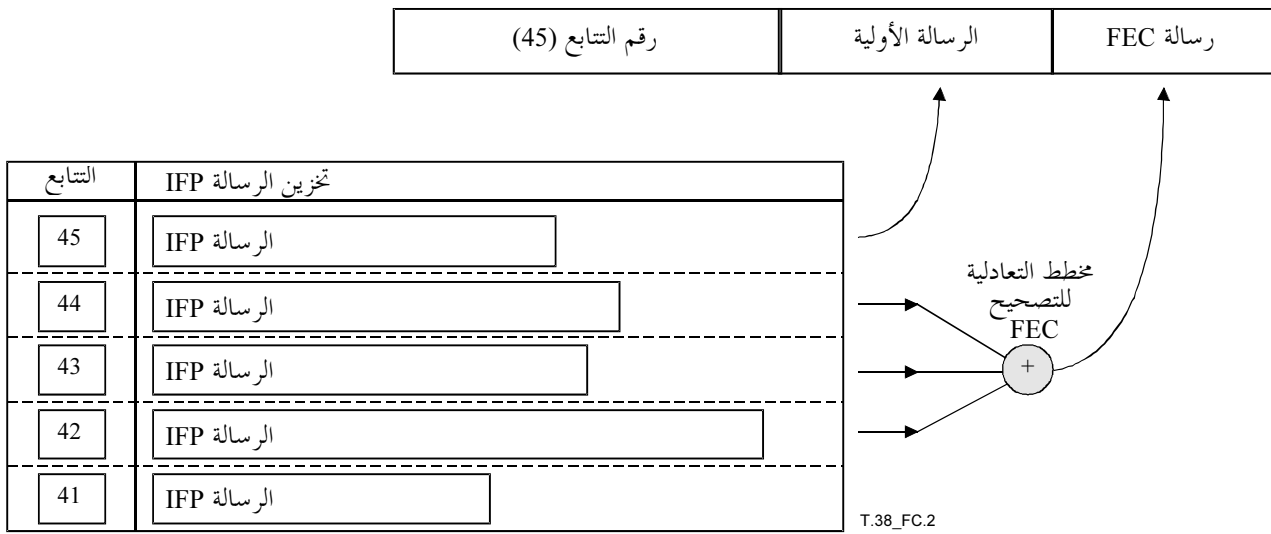 رقم التتابع (45)
الرسالة الأولية
رسالة FEC
التتابع
تخزين الرسالة IFP
45
الرسالة IFP
44
الرسالة IFP
43
الرسالة IFP
42
الرسالة IFP
41
الرسالة IFP
مخطط التعادلية
للتصحيح
FEC
+
T.38_FC.2